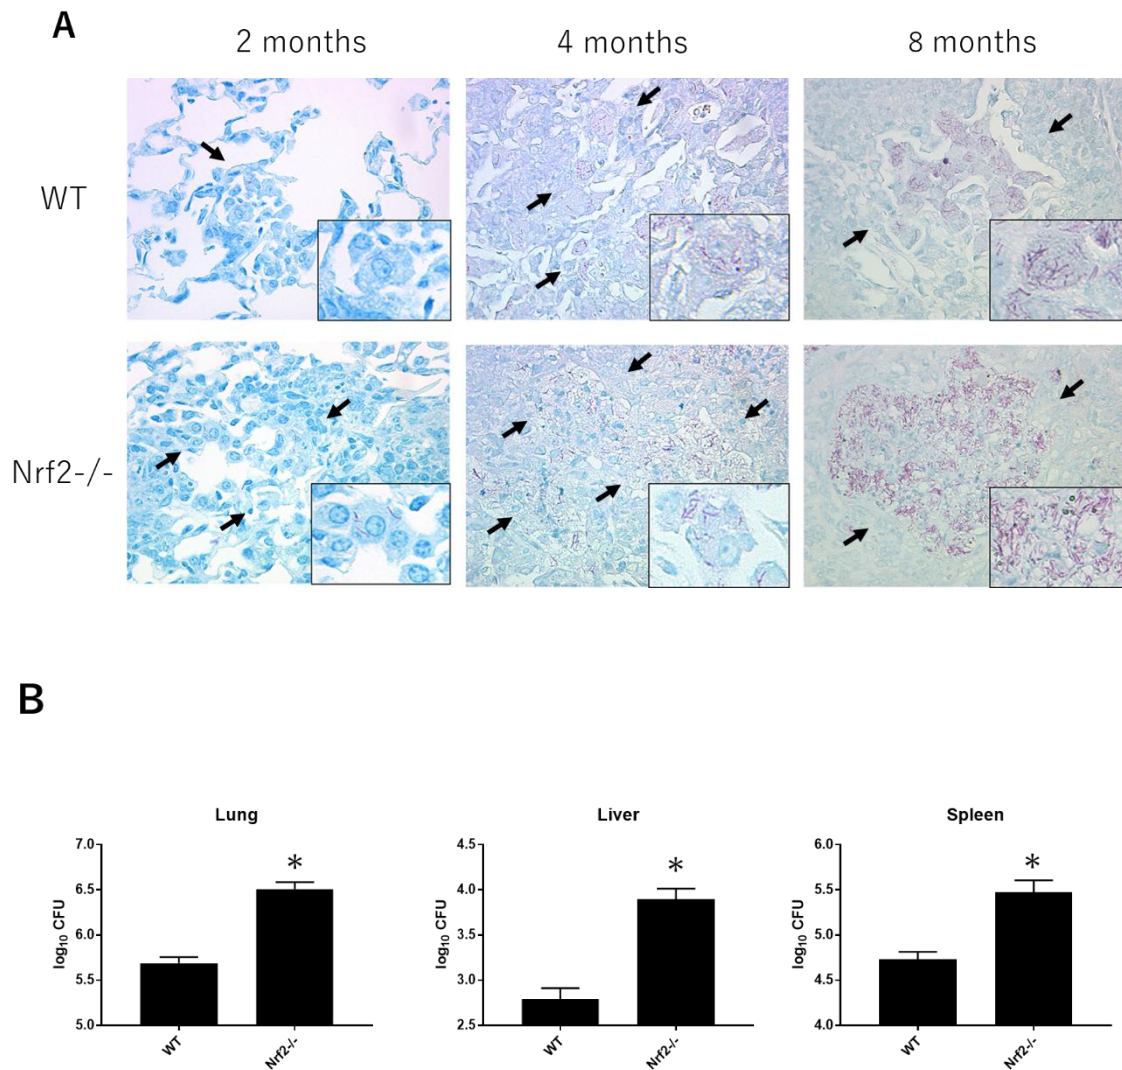 A
2 months
4 months
8 months
WT
Nrf2-/-
B
Lung
7.0
6.5
6.0
5.5
5.0
log10 CFU
*
WT
Nrf2-/-
Liver
4.5
4.0
3.5
3.0
2.5
log10 CFU
*
WT
Nrf2-/-
Spleen
6.0
5.5
5.0
4.5
4.0
log10 CFU
*
WT
Nrf2-/-